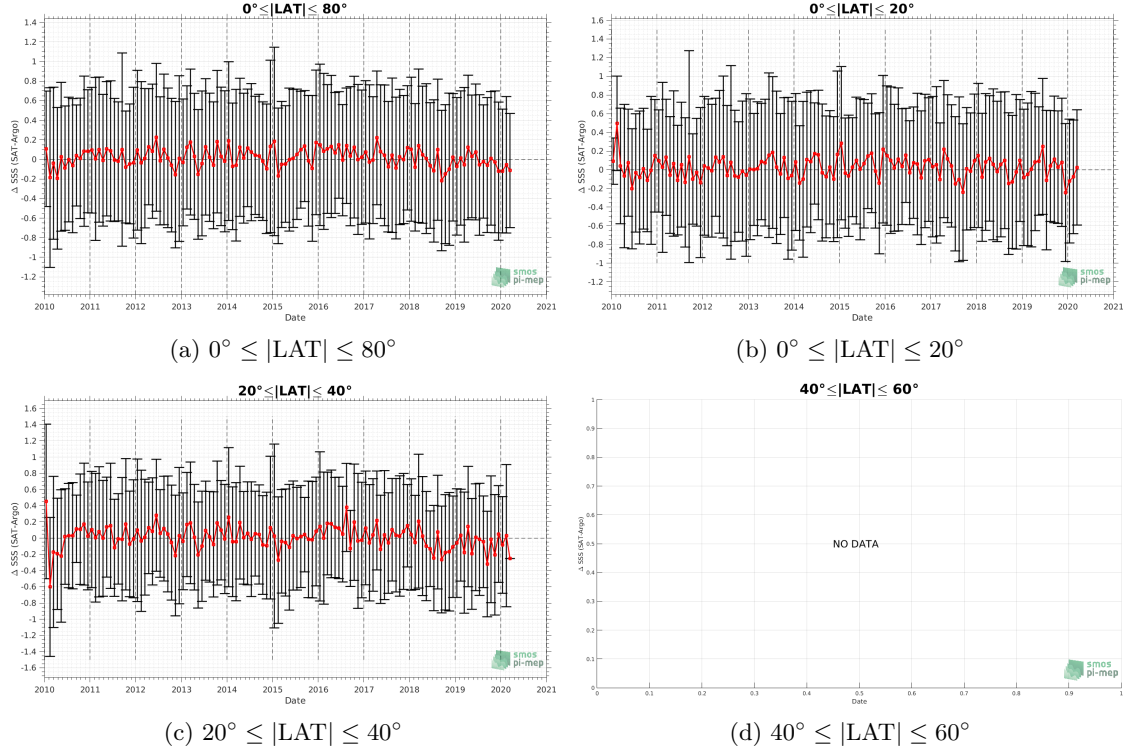 0°≤|LAT|≤ 80°
1.4
1.2
1
0.8
0.6
0.4
0.2
0
-0.2
-0.4
-0.6
-0.8
-1
-1.2
Δ SSS (SAT-Argo)
2010 2011 2012 2013 2014 2015 2016 2017 2018 2019 2020 2021
Date
smos
pi-mep
(a) 0° ≤ |LAT| ≤ 80°
0°≤|LAT|≤ 20°
1.6
1.4
1.2
1
0.8
0.6
0.4
0.2
0
-0.2
-0.4
-0.6
-0.8
-1
-1.2
Δ SSS (SAT-Argo)
2010 2011 2012 2013 2014 2015 2016 2017 2018 2019 2020 2021
Date
smos
pi-mep
(b) 0° ≤ |LAT| ≤ 20°
20°≤|LAT|≤ 40°
1.6
1.4
1.2
1
0.8
0.6
0.4
0.2
0
-0.2
-0.4
-0.6
-0.8
-1
-1.2
-1.4
-1.6
Δ SSS (SAT-Argo)
2010 2011 2012 2013 2014 2015 2016 2017 2018 2019 2020 2021
Date
smos
pi-mep
(c) 20° ≤ |LAT| ≤ 40°
40°≤|LAT|≤ 60°
1
0.9
0.8
0.7
0.6
0.5
0.4
0.3
0.2
0.1
0
Δ SSS (SAT-Argo)
NO DATA
0 0.1 0.2 0.3 0.4 0.5 0.6 0.7 0.8 0.9 1
Date
smos
pi-mep
(d) 40° ≤ |LAT| ≤ 60°